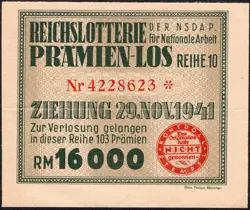 REICHSLOTTERIE DER NSDAP.
für Nationale Arbeit
PRÄMIEN-LOS REIHE 10
Nr 4228623 *
ZIEHUNG 29.NOV.1941
Zur Verlosung gelangen
in dieser Reihe 103 Prämien
RM 16000
NICHT
gewonnen